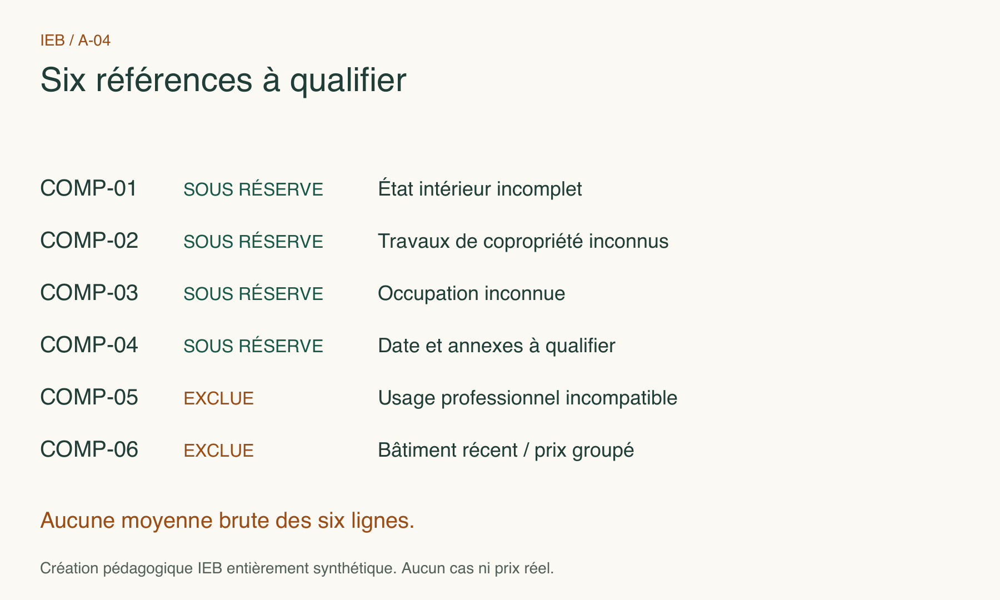 IEB / A-04
Six références à qualifier
COMP-01 SOUS RÉSERVE État intérieur incomplet
COMP-02 SOUS RÉSERVE Travaux de copropriété inconnus
COMP-03 SOUS RÉSERVE Occupation inconnue
COMP-04 SOUS RÉSERVE Date et annexes à qualifier
COMP-05 EXCLUE Usage professionnel incompatible
COMP-06 EXCLUE Bâtiment récent / prix groupé
Aucune moyenne brute des six lignes.
Création pédagogique IEB entièrement synthétique. Aucun cas ni prix réel.